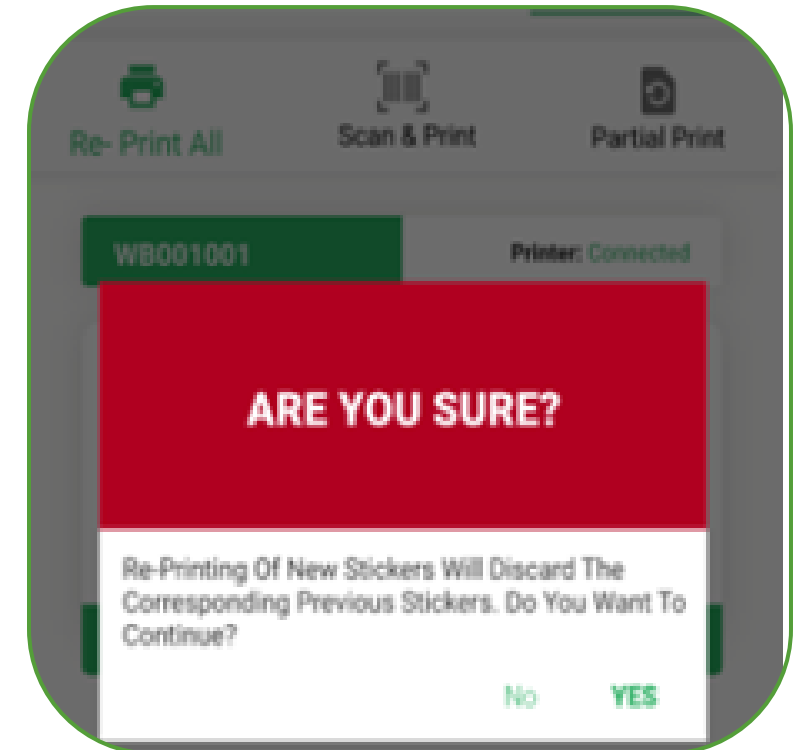 Re- Print All
Scan & Print
Partial Print
WB001001
Printer: Connected
ARE YOU SURE?
Re-Printing Of New Stickers Will Discard The
Corresponding Previous Stickers. Do You Want To
Continue?
No
YES